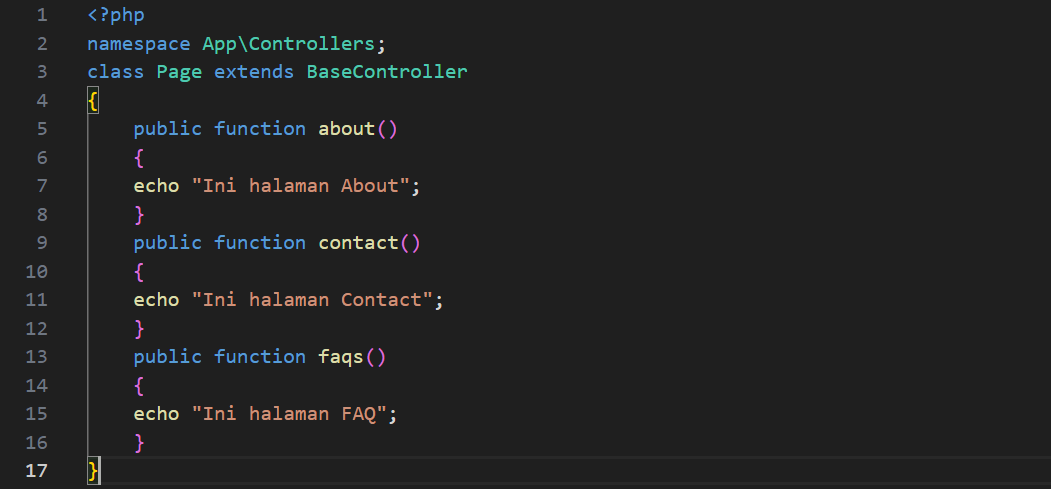 1 <?php
2 namespace App\Controllers;
3 class Page extends BaseController
4 {
5     public function about()
6     {
7     echo "Ini halaman About";
8     }
9     public function contact()
10     {
11     echo "Ini halaman Contact";
12     }
13     public function faqs()
14     {
15     echo "Ini halaman FAQ";
16     }
17 }